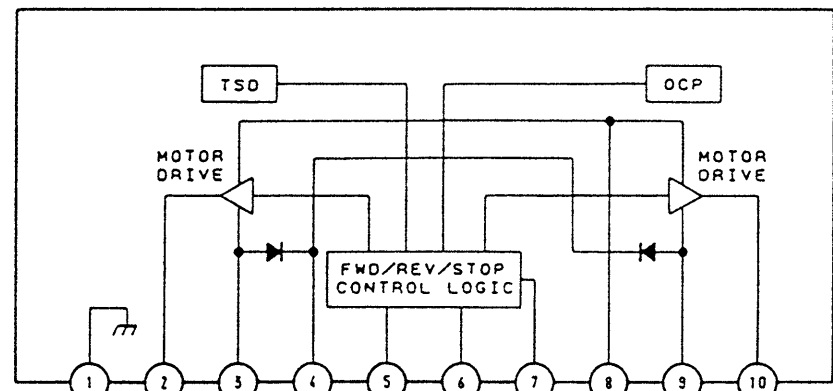 TSD
OCP
MOTOR
DRIVE
MOTOR
DRIVE
FWD/REV/STOP
CONTROL LOGIC
1 2 3 4 5 6 7 8 9 10